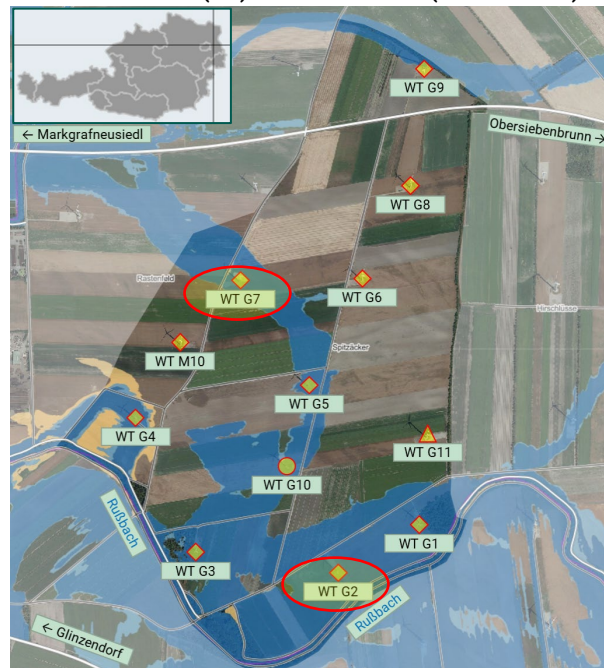 WT G9
← Markgrafneusiedl
Obersiebenbrunn →
WT G8
Rastenfeld
WT G7
WT G6
Hirschlüsse
WT M10
Spitzäcker
WT G5
WT G4
WT G11
WT G10
Rußbach
WT G1
WT G3
WT G2
Rußbach
← Glinzendorf